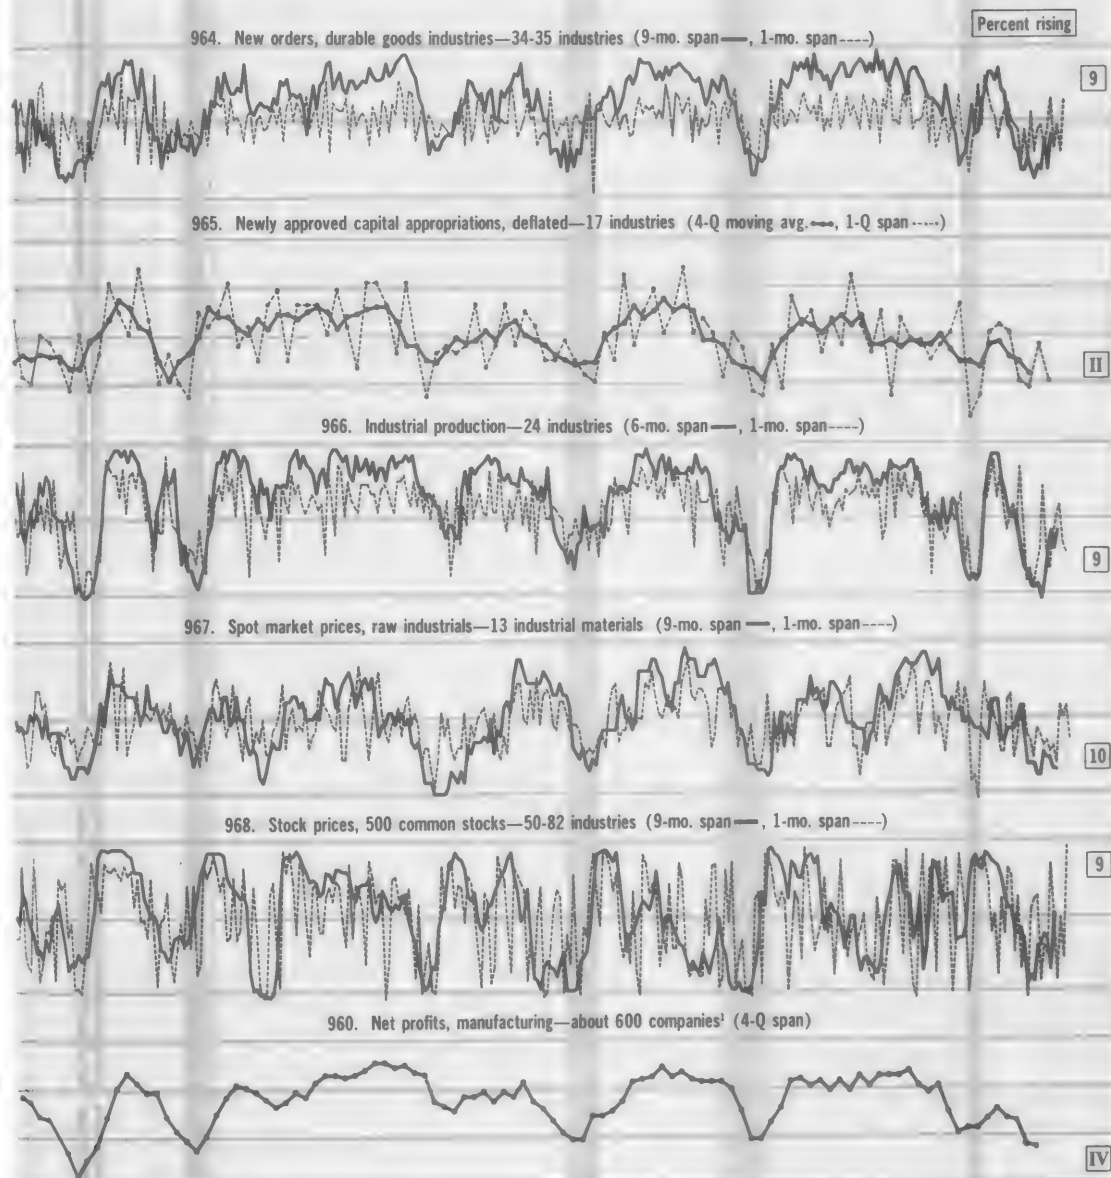 Percent rising
964. New orders, durable goods industries—34-35 industries (9-mo. span —, 1-mo. span ----)
9
965. Newly approved capital appropriations, deflated—17 industries (4-Q moving avg. —, 1-Q span -----)
II
966. Industrial production—24 industries (6-mo. span —, 1-mo. span ----)
9
967. Spot market prices, raw industrials—13 industrial materials (9-mo. span —, 1-mo. span ----)
10
968. Stock prices, 500 common stocks—50-82 industries (9-mo. span —, 1-mo. span ----)
9
960. Net profits, manufacturing—about 600 companies¹ (4-Q span)
IV